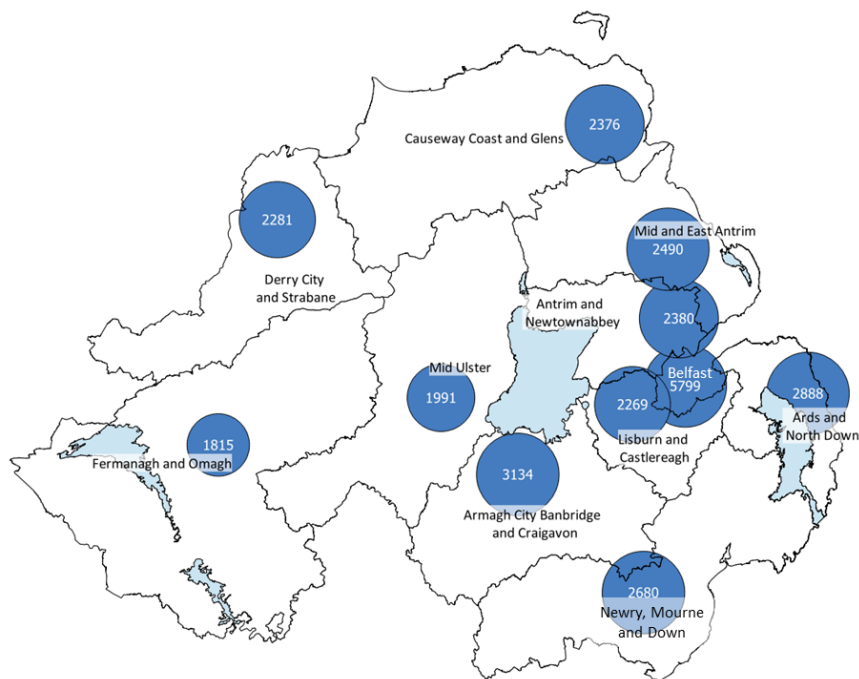 2376
Causeway Coast and Glens
2281
Derry City
and Strabane
Mid and East Antrim
2490
Antrim and
Newtownabbey
2380
Mid Ulster
1991
Belfast
5799
2269
Lisburn and
Castlereagh
2888
Ards and
North Down
1815
Fermanagh and Omagh
3134
Armagh City Banbridge
and Craigavon
2680
Newry, Mourne
and Down